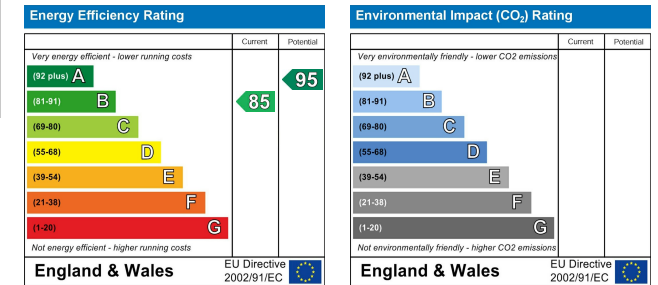 Energy Efficiency Rating
Current Potential
Very energy efficient - lower running costs
(92 plus) A
95
(81-91) B
85
(69-80) C
(55-68) D
(39-54) E
(21-38) F
(1-20) G
Not energy efficient - higher running costs
England & Wales
EU Directive
2002/91/EC
Environmental Impact (CO₂) Rating
Current Potential
Very environmentally friendly - lower CO2 emissions
(92 plus) A
(81-91) B
(69-80) C
(55-68) D
(39-54) E
(21-38) F
(1-20) G
Not environmentally friendly - higher CO2 emissions
England & Wales
EU Directive
2002/91/EC